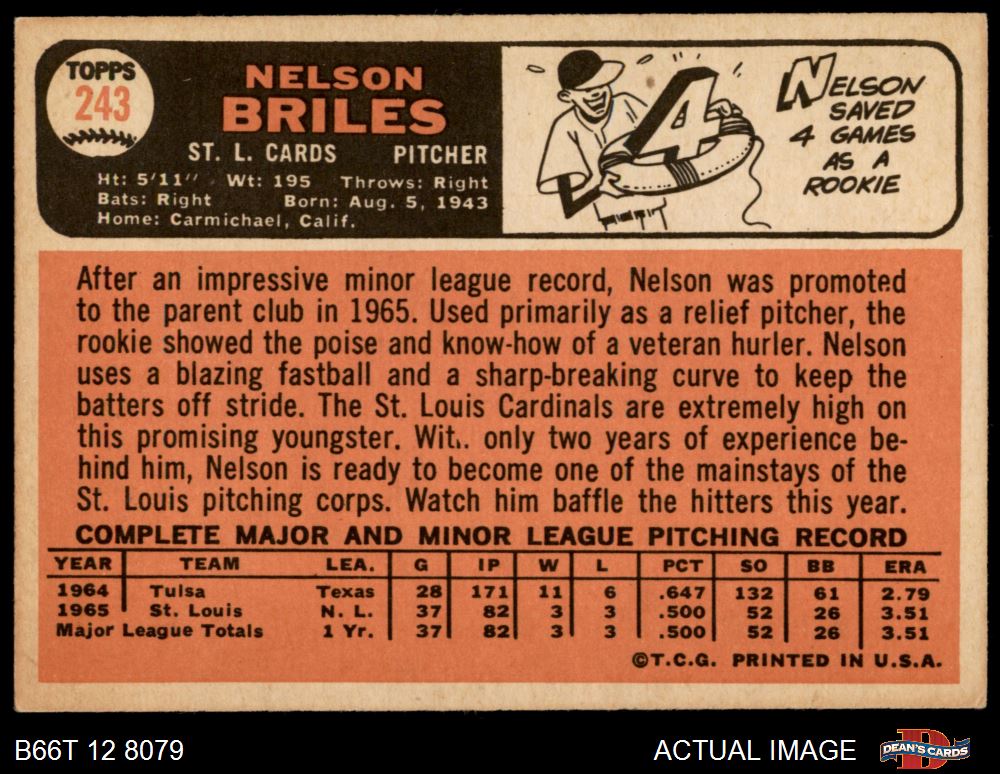 TOPPS
243
NELSON
BRILES
ST. L. CARDS PITCHER
Ht: 5'11" Wt: 195 Throws: Right
Bats: Right Born: Aug. 5, 1943
Home: Carmichael, Calif.
4
NELSON
SAVED
4 GAMES
AS A
ROOKIE
After an impressive minor league record, Nelson was promoted
to the parent club in 1965. Used primarily as a relief pitcher, the
rookie showed the poise and know-how of a veteran hurler. Nelson
uses a blazing fastball and a sharp-breaking curve to keep the
batters off stride. The St. Louis Cardinals are extremely high on
this promising youngster. Wit.. only two years of experience be-
hind him, Nelson is ready to become one of the mainstays of the
St. Louis pitching corps. Watch him baffle the hitters this year.
COMPLETE MAJOR AND MINOR LEAGUE PITCHING RECORD
YEAR TEAM LEA. G IP W L PCT SO BB ERA
1964 Tulsa Texas 28 171 11 6 .647 132 61 2.79
1965 St. Louis N. L. 37 82 3 3 .500 52 26 3.51
Major League Totals 1 Yr. 37 82 3 3 .500 52 26 3.51
©T.C.G. PRINTED IN U.S.A.
B66T 12 8079 ACTUAL IMAGE DEAN'S CARDS